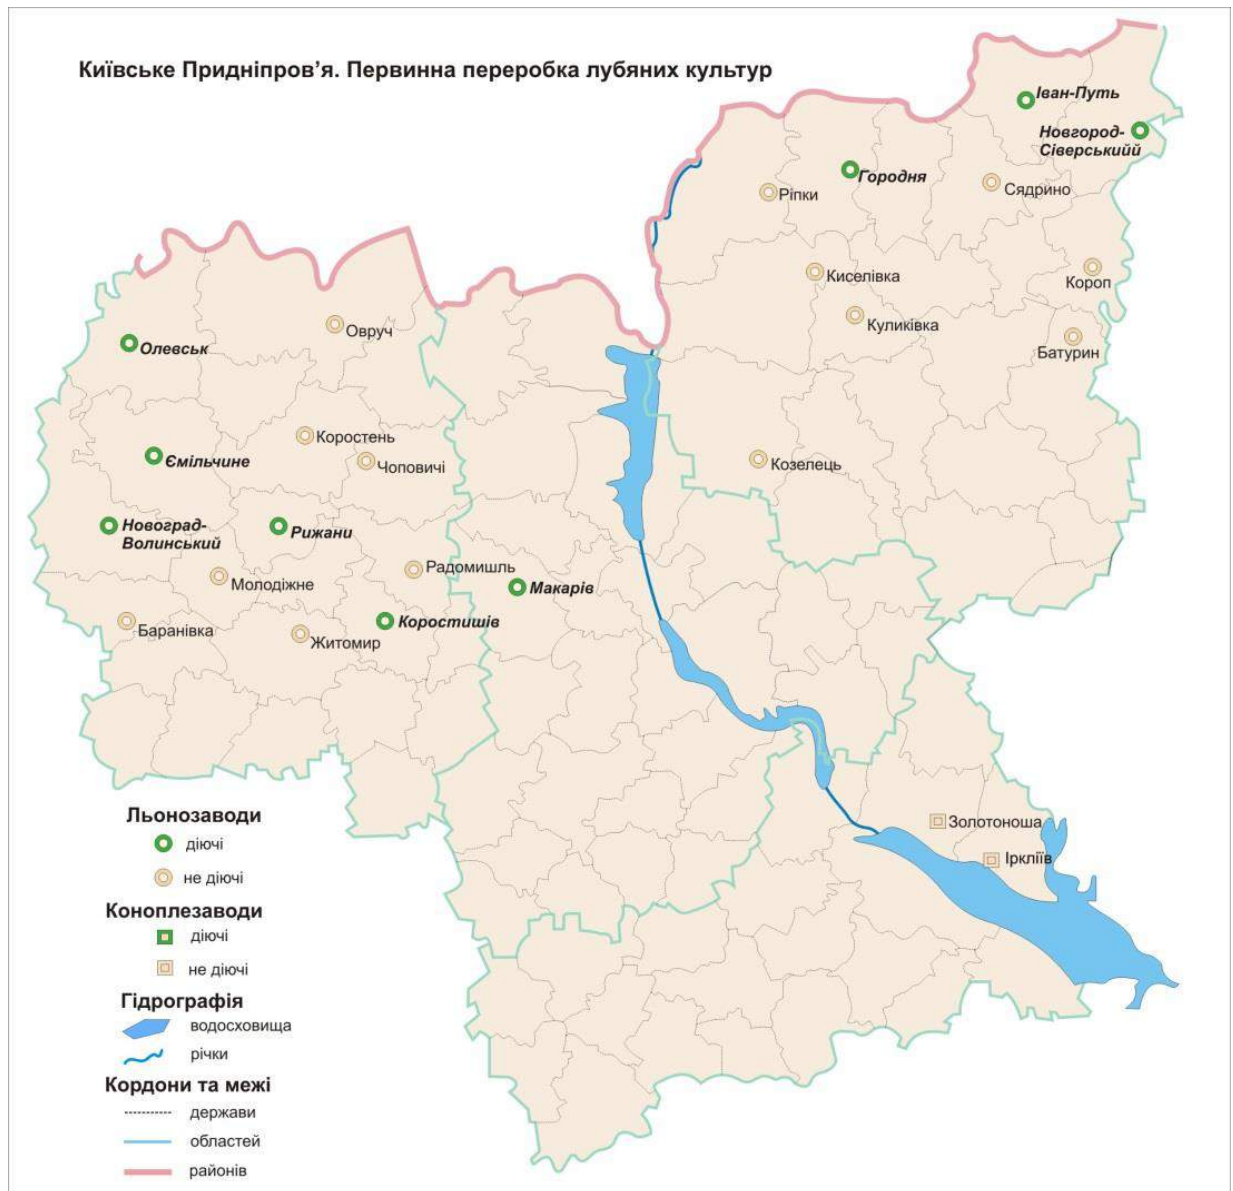 Київське Придніпров’я. Первинна переробка лубяних культур
Іван-Путь
Новгород-
Сіверськийй
Городня
Сядрино
Ріпки
Киселівка
Короп
Куликівка
Батурин
Овруч
Олевськ
Коростень
Ємільчине
Чоповичі
Козелець
Новоград-
Волинський
Рижани
Радомишль
Молодіжне
Макарів
Баранівка
Коростишів
Житомир
Золотоноша
Іркліїв
Льонозаводи
діючі
не діючі
Коноплезаводи
діючі
не діючі
Гідрографія
водосховища
річки
Кордони та межі
держави
областей
районів